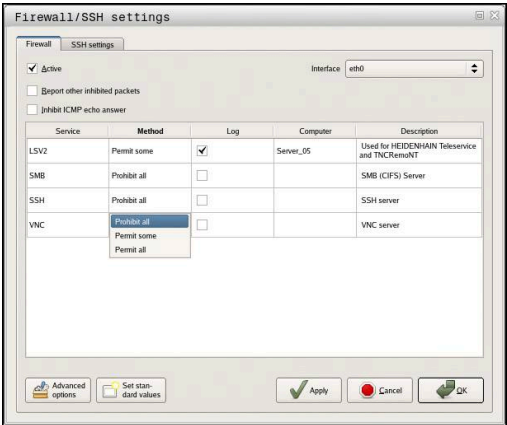 Firewall/SSH settings
Firewall SSH settings
Active Interface eth0
Report other inhibited packets
Inhibit ICMP echo answer
Service Method Log Computer Description
LSV2 Permit some Server_05 Used for HEIDENHAIN Teleservice
and TNCRemoNT
SMB Prohibit all SMB (CIFS) Server
SSH Prohibit all SSH server
VNC Prohibit all VNC server
Permit some
Permit all
Advanced
options
Set stan-
dard values
Apply
Cancel
OK